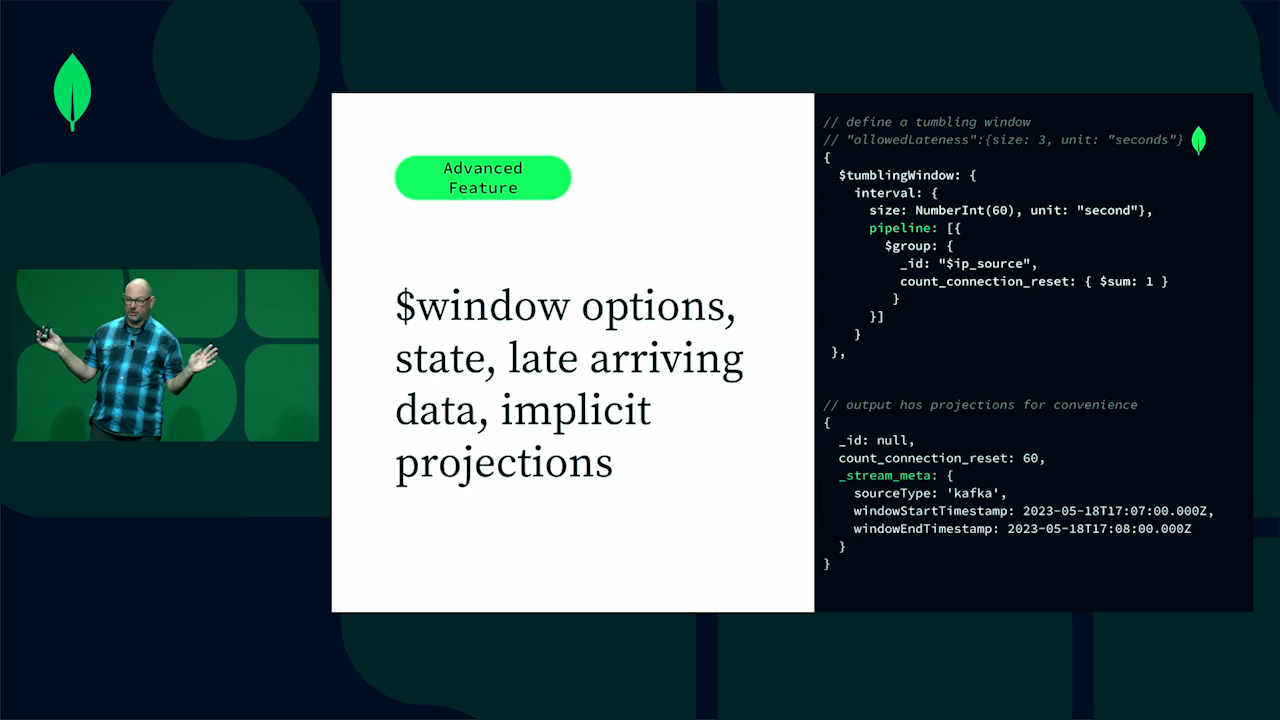 Advanced
Feature
$window options,
state, late arriving
data, implicit
projections
// define a tumbling window
// "allowedLateness":{size: 3, unit: "seconds"}
{
$tumblingWindow: {
interval: {
size: NumberInt(60), unit: "second"},
pipeline: [{
$group: {
_id: "$ip_source",
count_connection_reset: { $sum: 1 }
}
}]
}
},
// output has projections for convenience
{
_id: null,
count_connection_reset: 60,
_stream_meta: {
sourceType: 'kafka',
windowStartTimestamp: 2023-05-18T17:07:00.000Z,
windowEndTimestamp: 2023-05-18T17:08:00.000Z
}
}